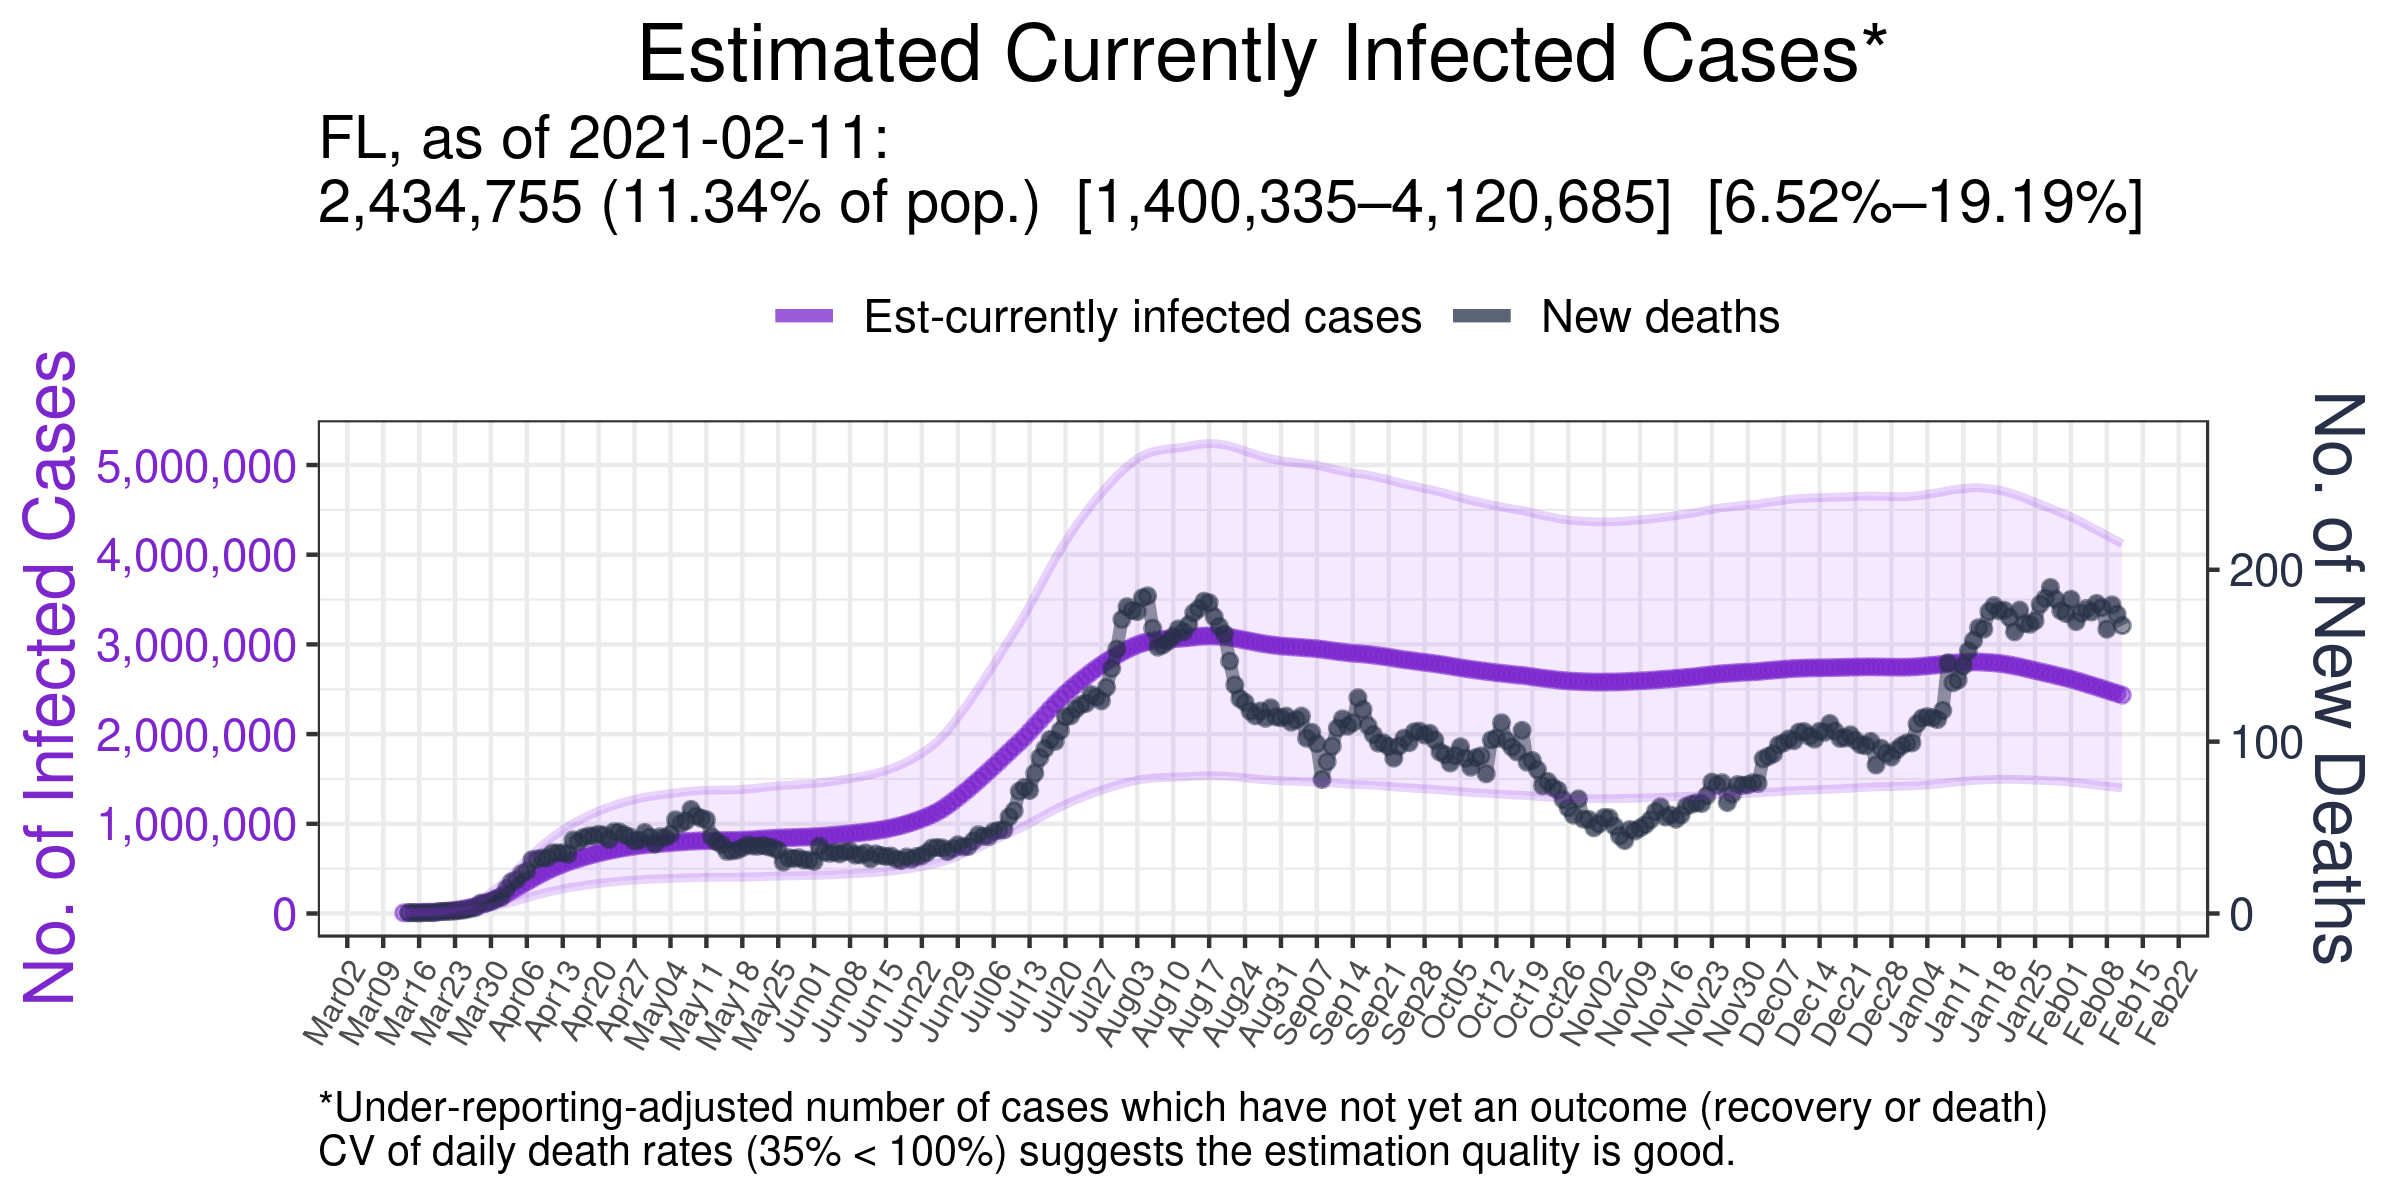 Estimated Currently Infected Cases*
FL, as of 2021-02-11:
2,434,755 (11.34% of pop.) [1,400,335–4,120,685] [6.52%–19.19%]
Est-currently infected cases New deaths
No. of Infected Cases
5,000,000
4,000,000
3,000,000
2,000,000
1,000,000
0
200
100
0
No. of New Deaths
Mar02 Mar09 Mar16 Mar23 Mar30 Apr06 Apr13 Apr20 Apr27 May04 May11 May18 May25 Jun01 Jun08 Jun15 Jun22 Jun29 Jul06 Jul13 Jul20 Jul27 Aug03 Aug10 Aug17 Aug24 Aug31 Sep07 Sep14 Sep21 Sep28 Oct05 Oct12 Oct19 Oct26 Nov02 Nov09 Nov16 Nov23 Nov30 Dec07 Dec14 Dec21 Dec28 Jan04 Jan11 Jan18 Jan25 Feb01 Feb08 Feb15 Feb22
*Under-reporting-adjusted number of cases which have not yet an outcome (recovery or death)
CV of daily death rates (35% < 100%) suggests the estimation quality is good.